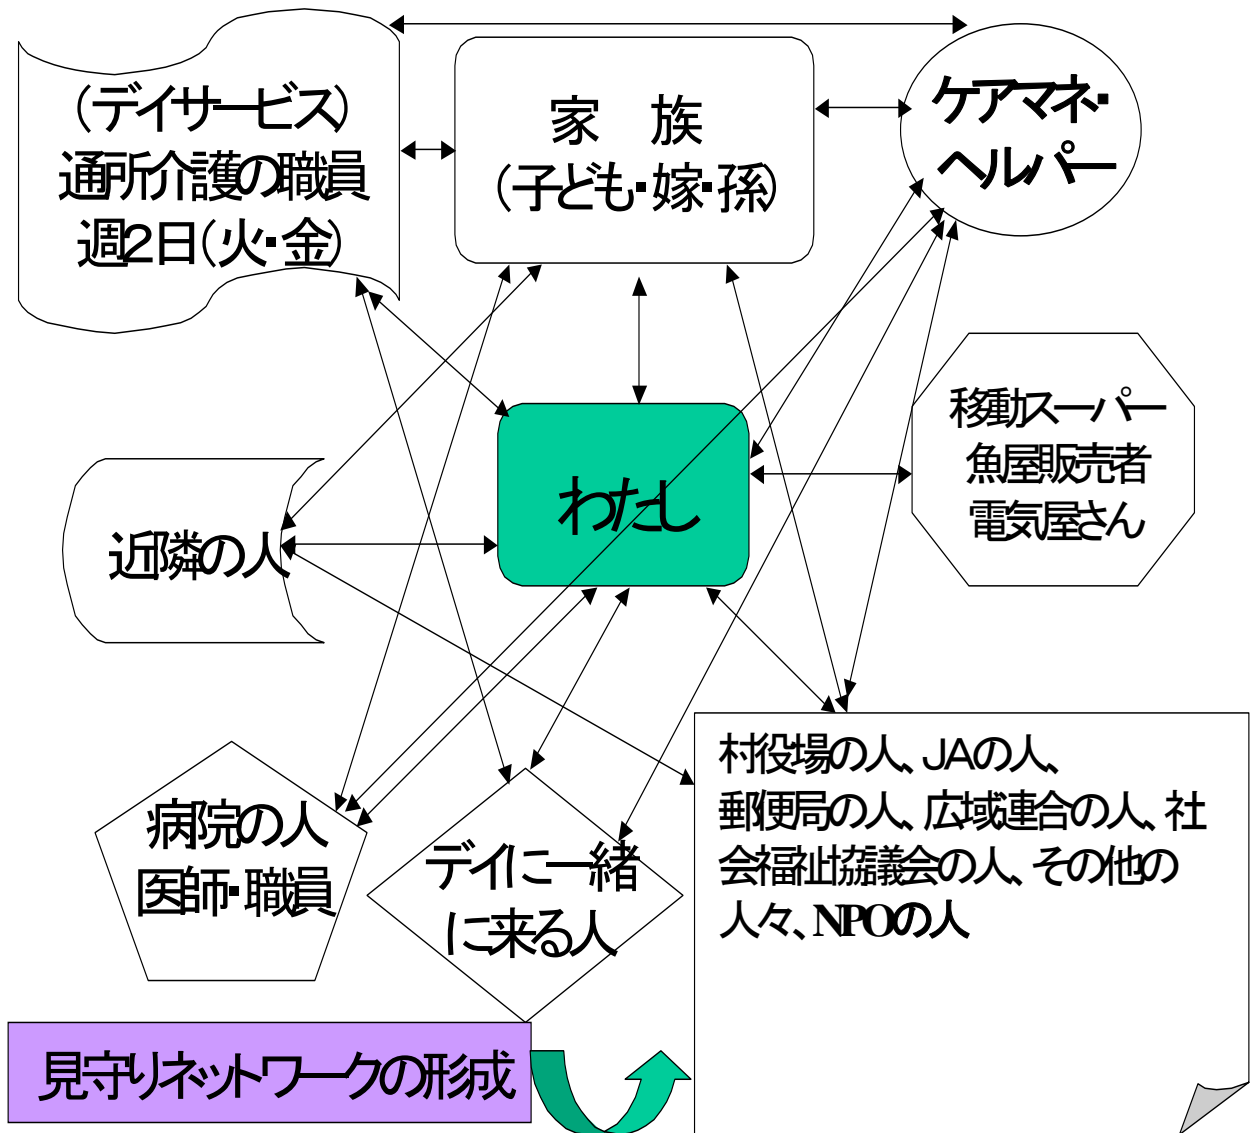 (デイサービス)
通所介護の職員
週2日(火・金)
家　族
(子ども・嫁・孫)
ケアマネ・
ヘルパー
移動スーパー
魚屋販売者
電気屋さん
わたし
近隣の人
病院の人
医師・職員
デイに一緒
に来る人
村役場の人、JAの人、
郵便局の人、広域連合の人、社
会福祉協議会の人、その他の
人々、NPOの人
見守りネットワークの形成